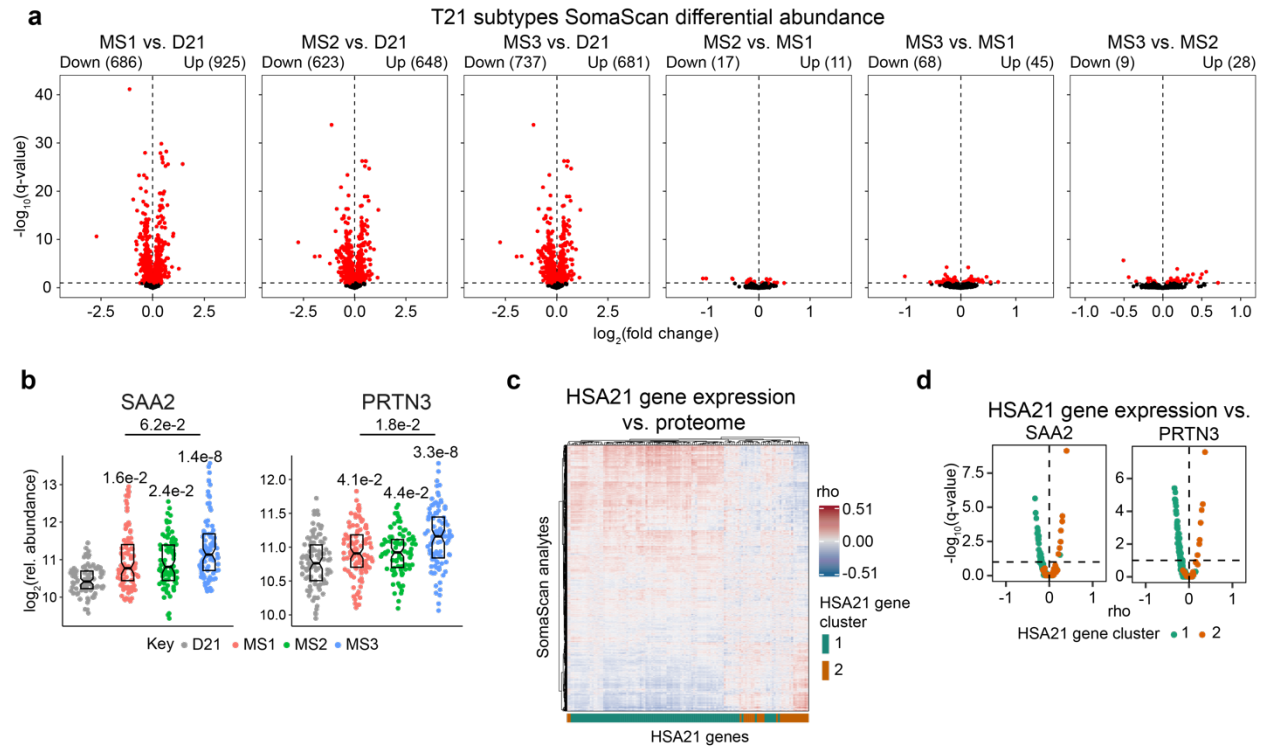 a
T21 subtypes SomaScan differential abundance
MS1 vs. D21
Down (686) Up (925)
MS2 vs. D21
Down (623) Up (648)
MS3 vs. D21
Down (737) Up (681)
MS2 vs. MS1
Down (17) Up (11)
MS3 vs. MS1
Down (68) Up (45)
MS3 vs. MS2
Down (9) Up (28)
-log10(q-value)
40
30
20
10
0
-2.5 0.0 2.5
-2.5 0.0 2.5
-2.5 0.0 2.5
-1 0 1
-1 0 1
-1.0 -0.5 0.0 0.5 1.0
log2(fold change)
b
SAA2
6.2e-2
1.6e-2
2.4e-2
1.4e-8
log2(rel. abundance)
13
12
11
10
PRTN3
1.8e-2
4.1e-2
4.4e-2
3.3e-8
12.0
11.5
11.0
10.5
10.0
Key D21 MS1 MS2 MS3
c
HSA21 gene expression
vs. proteome
SomaScan analytes
HSA21 genes
rho
0.51
0.0
-0.51
HSA21 gene
cluster
1
2
d
HSA21 gene expression vs.
SAA2
PRTN3
-log10(q-value)
7.5
5.0
2.5
0.0
6
4
2
0
-1 0 1
-1 0 1
rho
HSA21 gene cluster 1 2